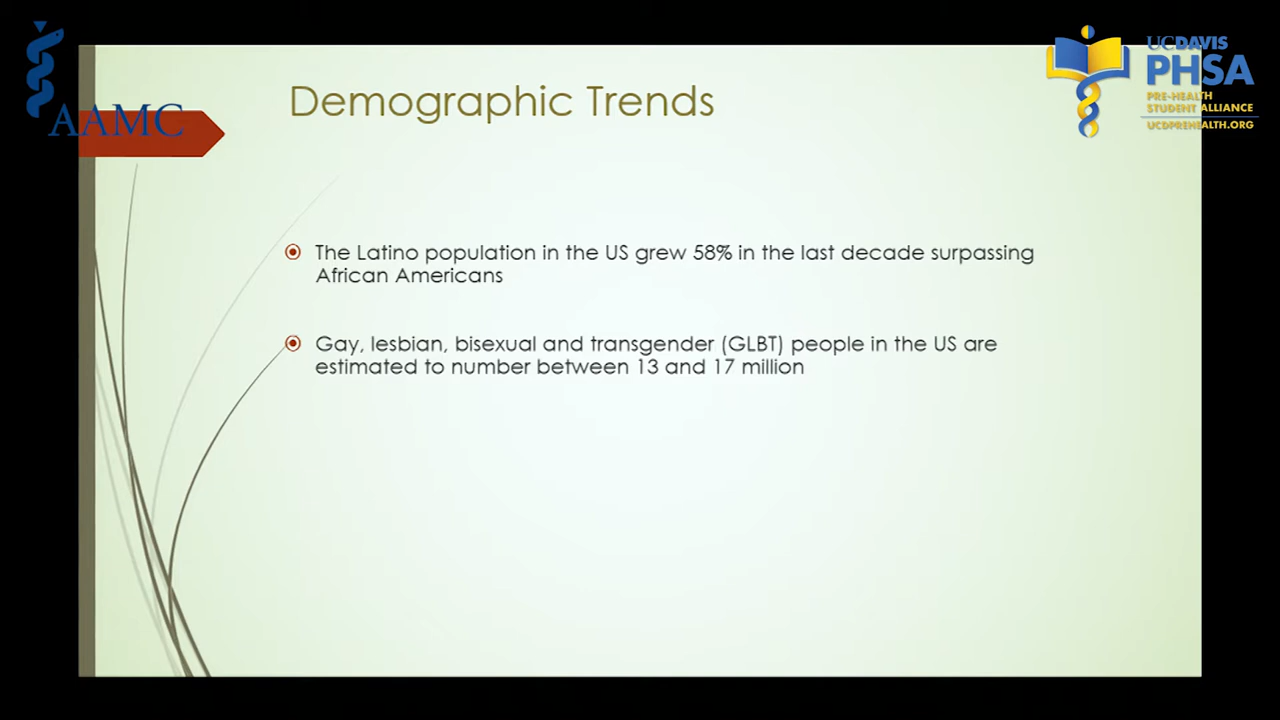 AAMC
Demographic Trends
UCDAVIS
PHSA
PRE-HEALTH
STUDENT ALLIANCE
UCDPREHEALTH.ORG
The Latino population in the US grew 58% in the last decade surpassing
African Americans
Gay, lesbian, bisexual and transgender (GLBT) people in the US are
estimated to number between 13 and 17 million